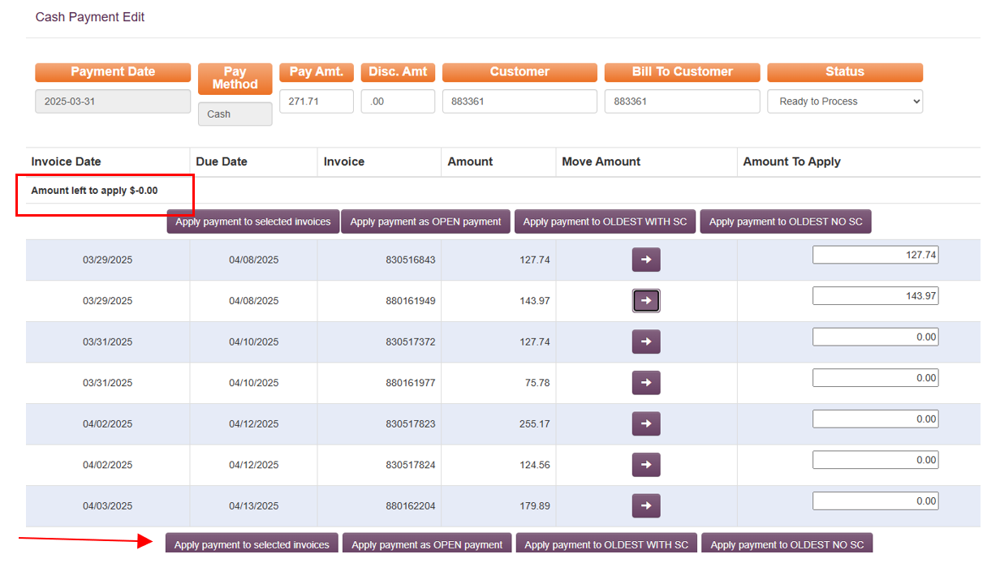 Cash Payment Edit
Payment Date Pay Method Pay Amt. Disc. Amt Customer Bill To Customer Status
2025-03-31 Cash 271.71 .00 883361 883361 Ready to Process
Invoice Date Due Date Invoice Amount Move Amount Amount To Apply
Amount left to apply $-0.00
Apply payment to selected invoices Apply payment as OPEN payment Apply payment to OLDEST WITH SC Apply payment to OLDEST NO SC
03/29/2025 04/08/2025 830516843 127.74 127.74
03/29/2025 04/08/2025 880161949 143.97 143.97
03/31/2025 04/10/2025 830517372 127.74 0.00
03/31/2025 04/10/2025 880161977 75.78 0.00
04/02/2025 04/12/2025 830517823 255.17 0.00
04/02/2025 04/12/2025 830517824 124.56 0.00
04/03/2025 04/13/2025 880162204 179.89 0.00
Apply payment to selected invoices Apply payment as OPEN payment Apply payment to OLDEST WITH SC Apply payment to OLDEST NO SC